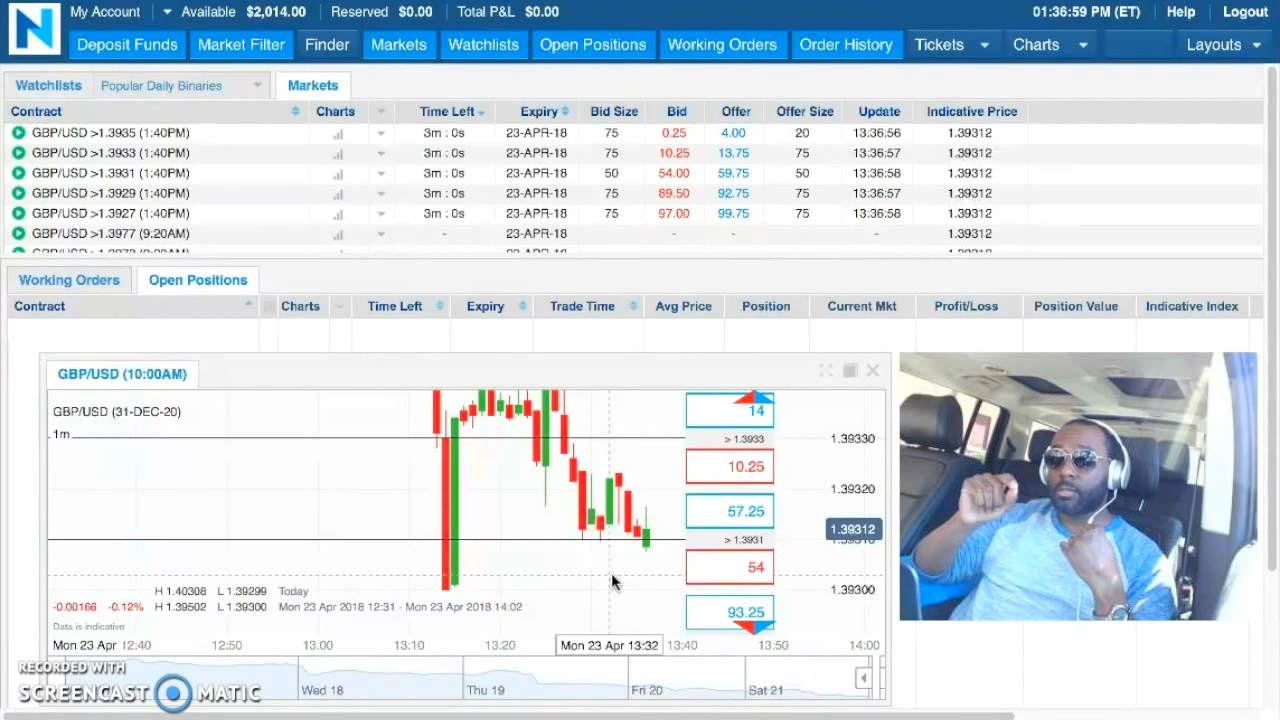 N My Account Available $2,014.00 Reserved $0.00 Total P&L $0.00 01:36:59 PM (ET) Help Logout
Deposit Funds Market Filter Finder Markets Watchlists Open Positions Working Orders Order History Tickets Charts Layouts
Watchlists Popular Daily Binaries Markets
Contract Charts Time Left Expiry Bid Size Bid Offer Offer Size Update Indicative Price
GBP/USD >1.3935 (1:40PM) 3m : 0s 23-APR-18 75 0.25 4.00 20 13:36:56 1.39312
GBP/USD >1.3933 (1:40PM) 3m : 0s 23-APR-18 75 10.25 13.75 75 13:36:57 1.39312
GBP/USD >1.3931 (1:40PM) 3m : 0s 23-APR-18 50 54.00 59.75 50 13:36:58 1.39312
GBP/USD >1.3929 (1:40PM) 3m : 0s 23-APR-18 75 89.50 92.75 75 13:36:57 1.39312
GBP/USD >1.3927 (1:40PM) 3m : 0s 23-APR-18 75 97.00 99.75 75 13:36:58 1.39312
GBP/USD >1.3977 (9:20AM) - 23-APR-18 - - - 1.39312
Working Orders Open Positions
Contract Charts Time Left Expiry Trade Time Avg Price Position Current Mkt Profit/Loss Position Value Indicative Index
GBP/USD (10:00AM)
GBP/USD (31-DEC-20) 14
1m > 1.3933 1.39330
10.25
1.39320
57.25
1.39312
> 1.3931
54
H 1.40308 L 1.39299 Today 1.39300
-0.00166 -0.12% H 1.39502 L 1.39300 Mon 23 Apr 2018 12:31 - Mon 23 Apr 2018 14:02 93.25
Data is indicative
Mon 23 Apr 12:40 12:50 13:00 13:10 13:20 Mon 23 Apr 13:32 13:40 13:50 14:00
RECORDED WITH
SCREENCAST MATIC
Wed 18 Thu 19 Fri 20 Sat 21